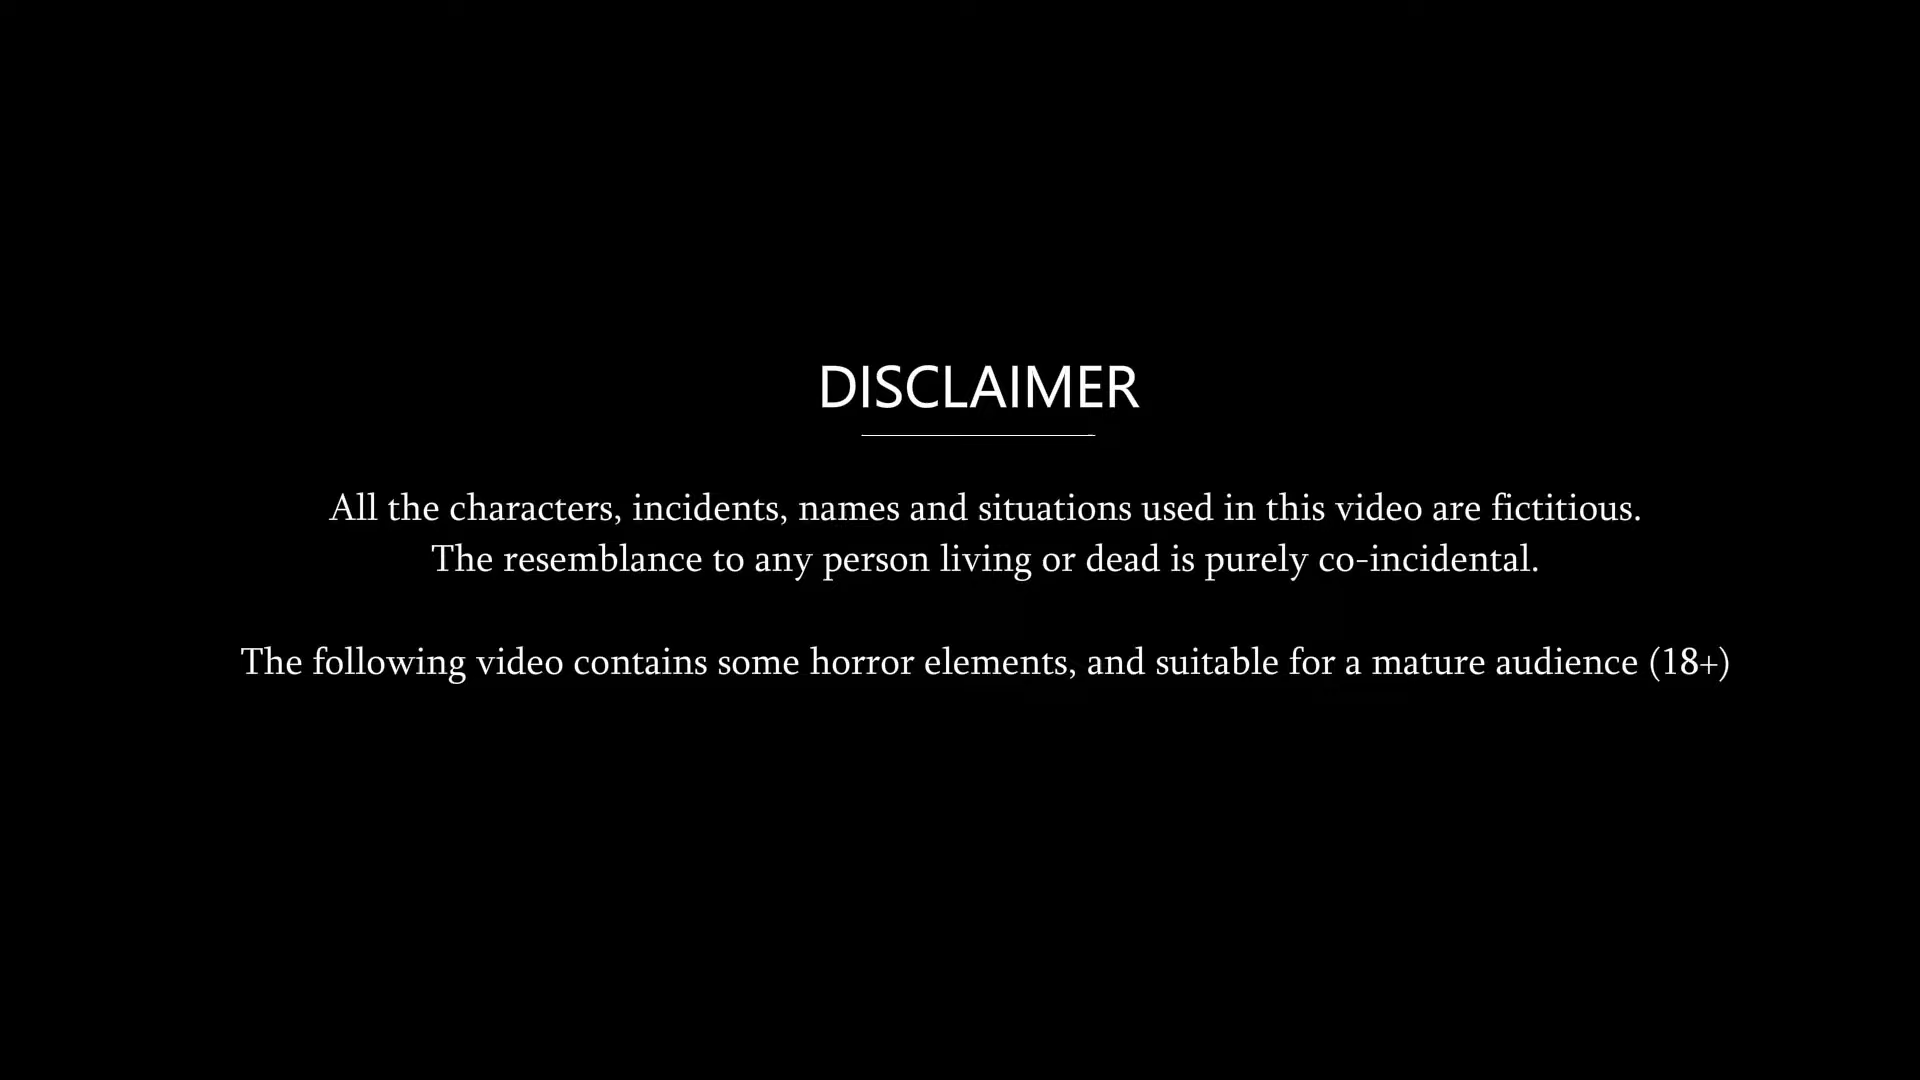 DISCLAIMER
All the characters, incidents, names and situations used in this video are fictitious.
The resemblance to any person living or dead is purely co-incidental.
The following video contains some horror elements, and suitable for a mature audience (18+)